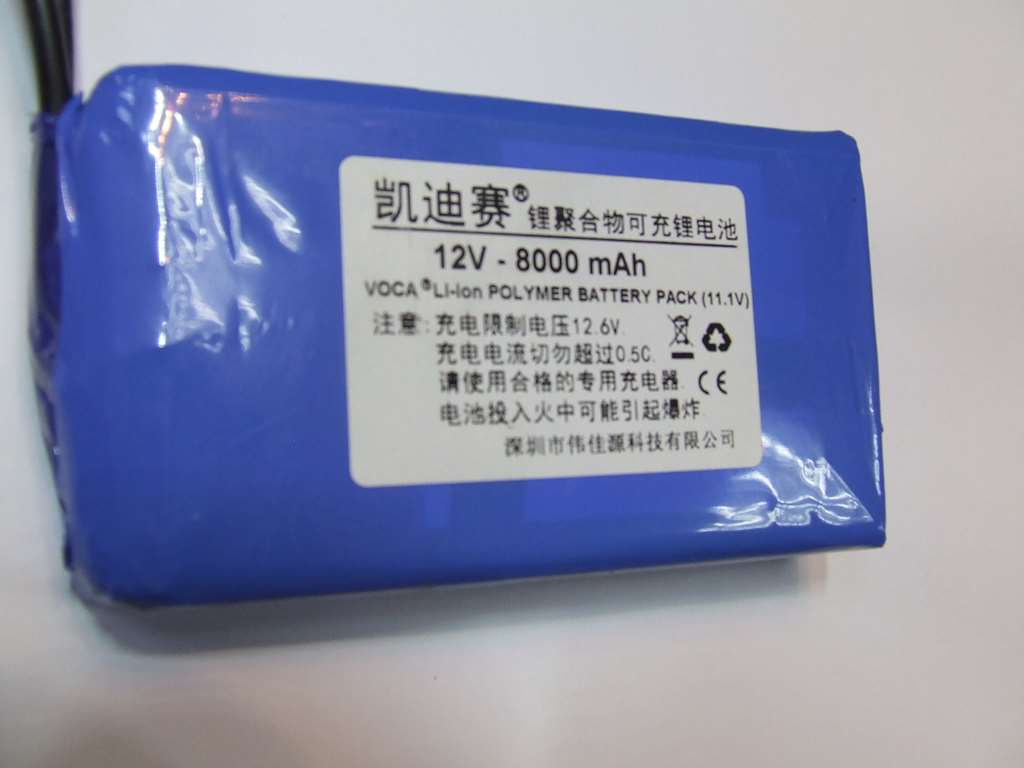 凯迪赛®锂聚合物可充锂电池
12V - 8000 mAh
VOCA®LI-ion POLYMER BATTERY PACK (11.1V)
注意:充电限制电压12.6V.
充电电流切勿超过0.5C.
请使用合格的专用充电器. CE
电池投入火中可能引起爆炸.
深圳市伟佳源科技有限公司